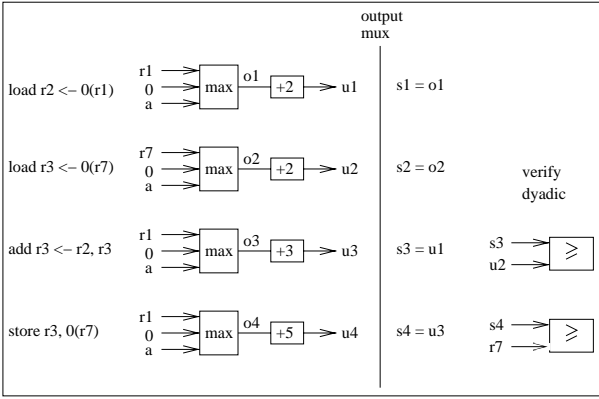 output
mux
r1
load r2 <− 0(r1)
0
a
max
o1
+2
u1
s1 = o1
r7
load r3 <− 0(r7)
0
a
max
o2
+2
u2
s2 = o2
verify
dyadic
r1
add r3 <− r2, r3
0
a
max
o3
+3
u3
s3 = u1
s3
u2
≥
r1
store r3, 0(r7)
0
a
max
o4
+5
u4
s4 = u3
s4
r7
≥